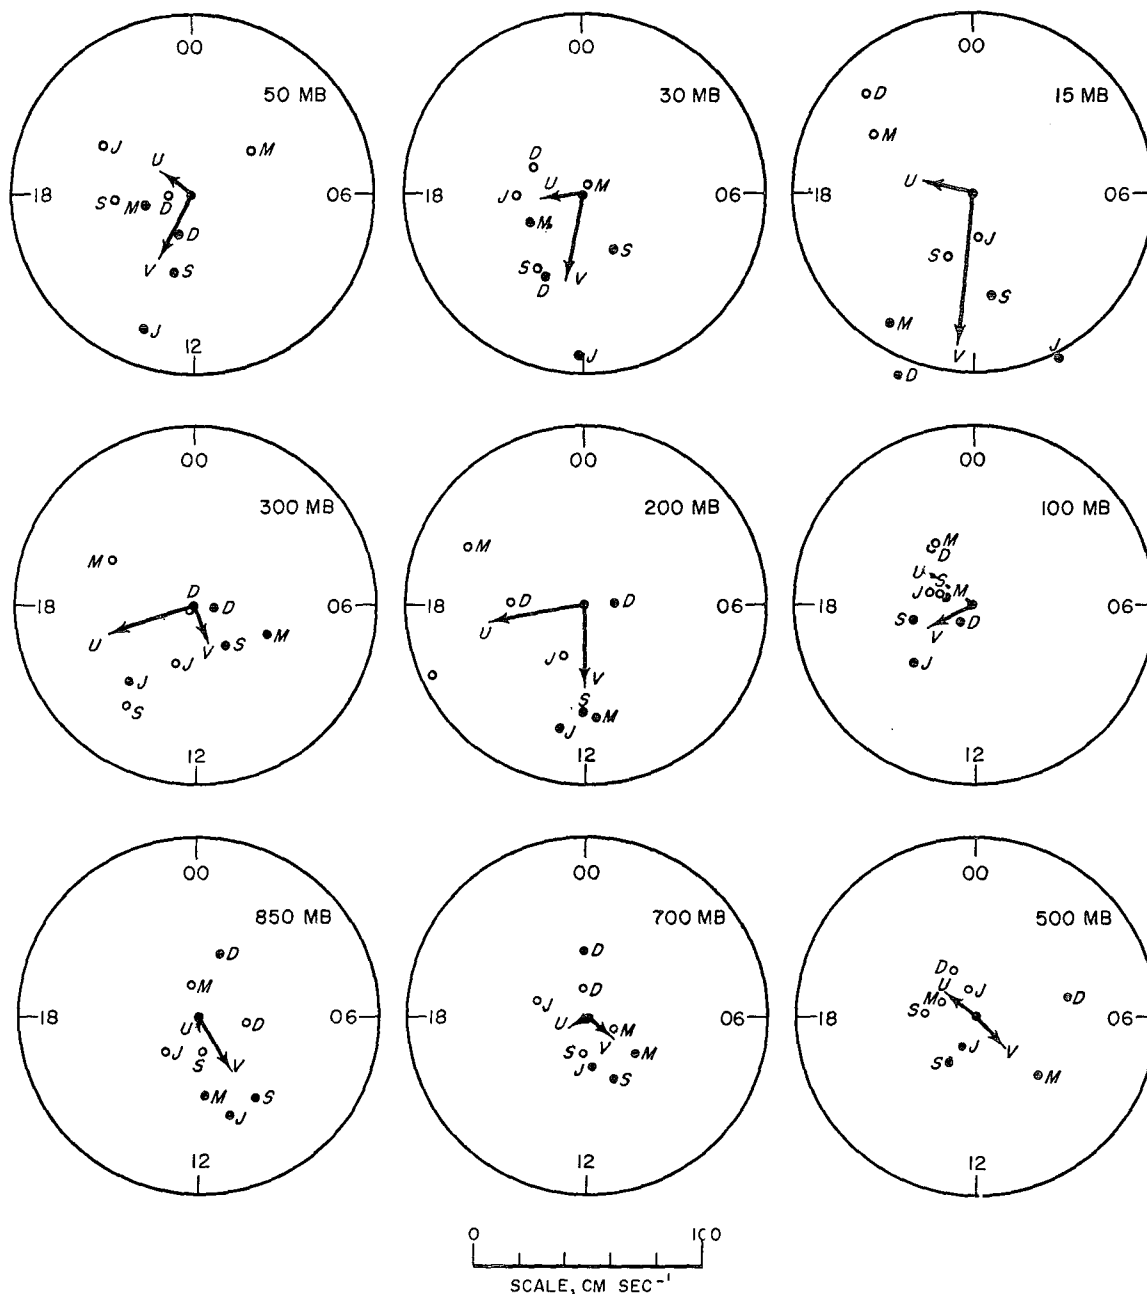 00 00 00
50 MB 30 MB 15 MB
D
J M M
U D
18 06 18 J U M 06 18 U
S M D M
D S J
V S V S
S D
J J M V J
12 D
00 00 00
300 MB 200 MB 100 MB
M M M
D
D U S
18 D 06 18 D D 06 18 J M 06
U V S M U S V D
J J V J
J S
S J M
12 12 12
00 00 00
850 MB 700 MB 500 MB
D D
M D D J
J U D
18 U D 06 18 U M 06 18 S M 06
J S V S V M J V
M S J S S M
J
12 12 12
0 100
SCALE, CM SEC⁻¹